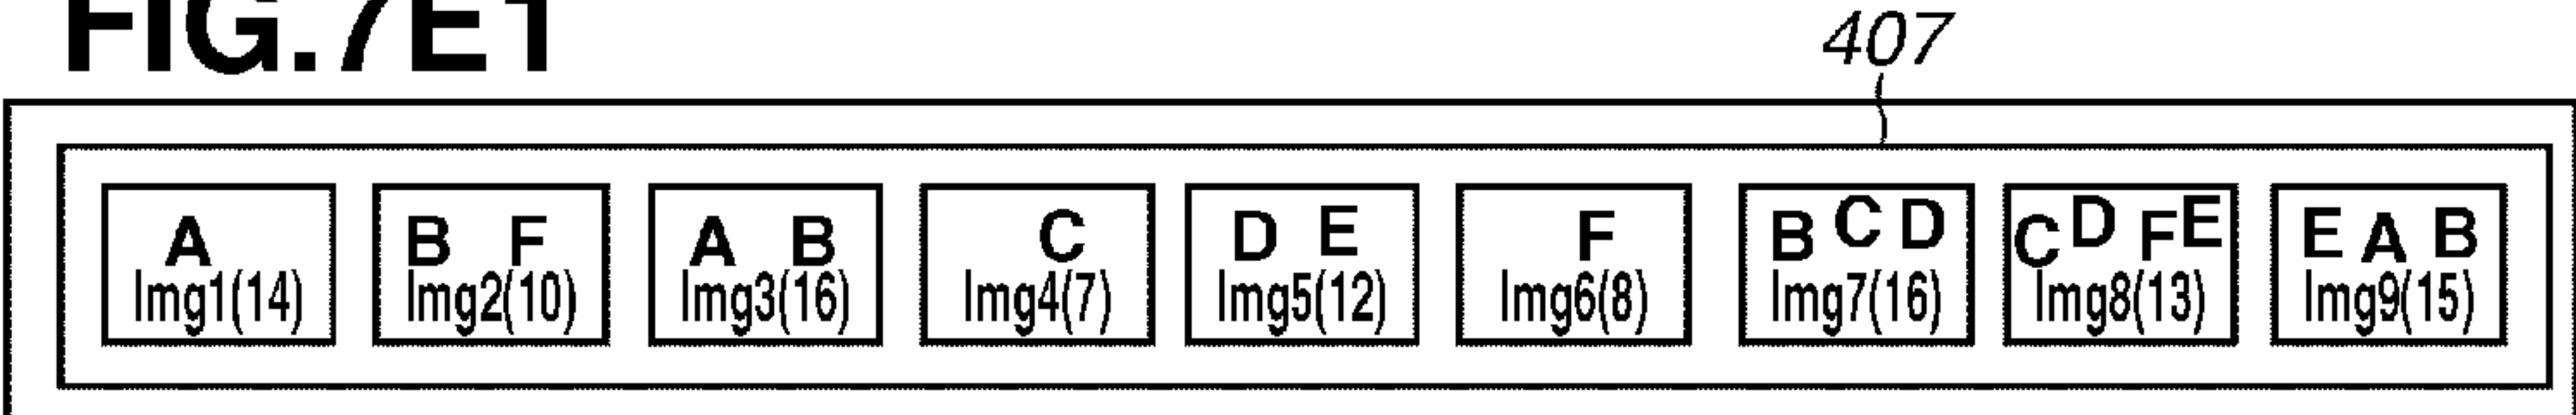 FIG.7E1
407
A
Img1(14)
B F
Img2(10)
A B
Img3(16)
C
Img4(7)
D E
Img5(12)
F
Img6(8)
B C D
Img7(16)
C D F E
Img8(13)
E A B
Img9(15)